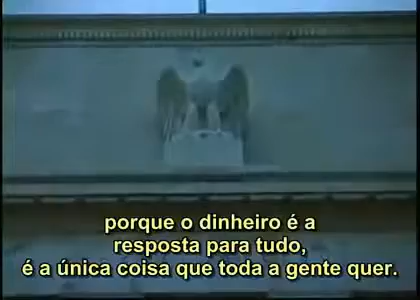 porque o dinheiro é a
resposta para tudo,
é a única coisa que toda a gente quer.